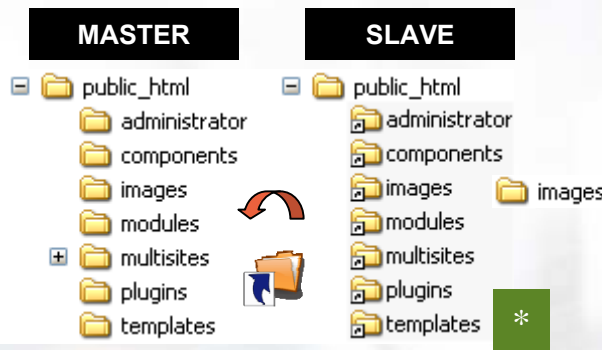 MASTER
public_html
administrator
components
images
modules
multisites
plugins
templates
SLAVE
public_html
administrator
components
images
modules
multisites
plugins
templates
*
images